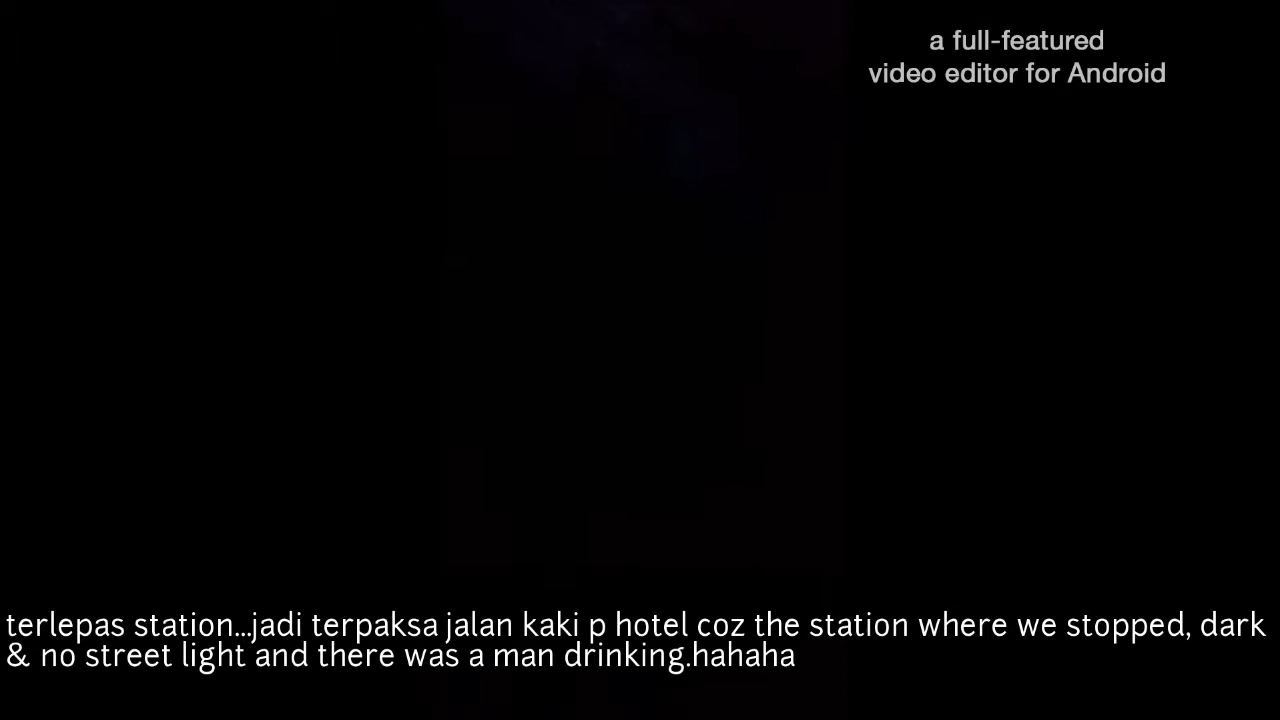 a full-featured
video editor for Android
terlepas station...jadi terpaksa jalan kaki p hotel coz the station where we stopped, dark
& no street light and there was a man drinking.hahaha